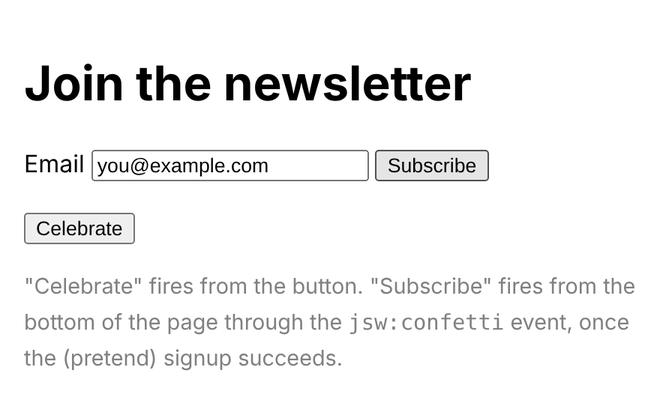 Join the newsletter
Email you@example.com Subscribe
Celebrate
"Celebrate" fires from the button. "Subscribe" fires from the
bottom of the page through the jsw:confetti event, once
the (pretend) signup succeeds.